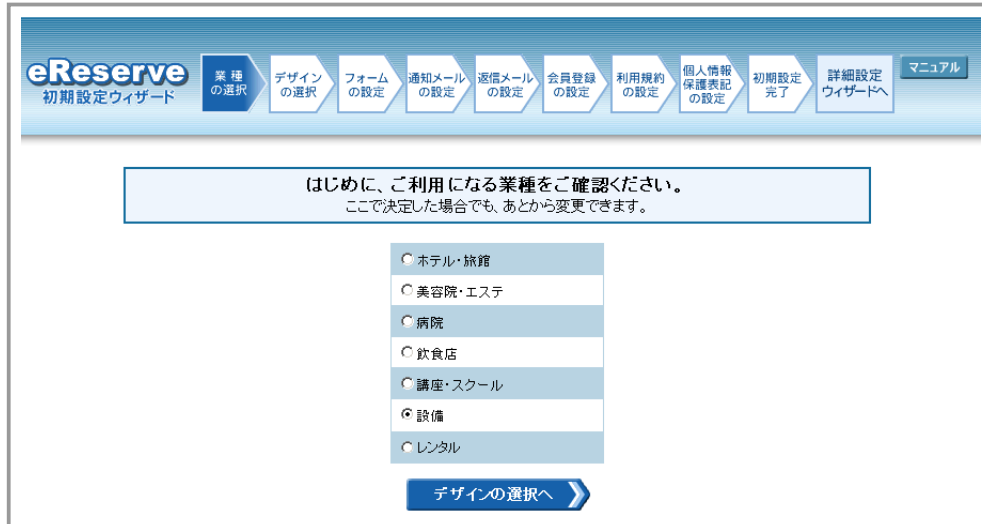 eReserve
初期設定ウィザード
業種
の選択
デザイン
の選択
フォーム
の設定
通知メール
の設定
返信メール
の設定
会員登録
の設定
利用規約
の設定
個人情報
保護表記
の設定
初期設定
完了
詳細設定
ウィザードへ
マニュアル
はじめに、ご利用になる業種をご確認ください。
ここで決定した場合でも、あとから変更できます。
ホテル・旅館
美容院・エステ
病院
飲食店
講座・スクール
設備
レンタル
デザインの選択へ